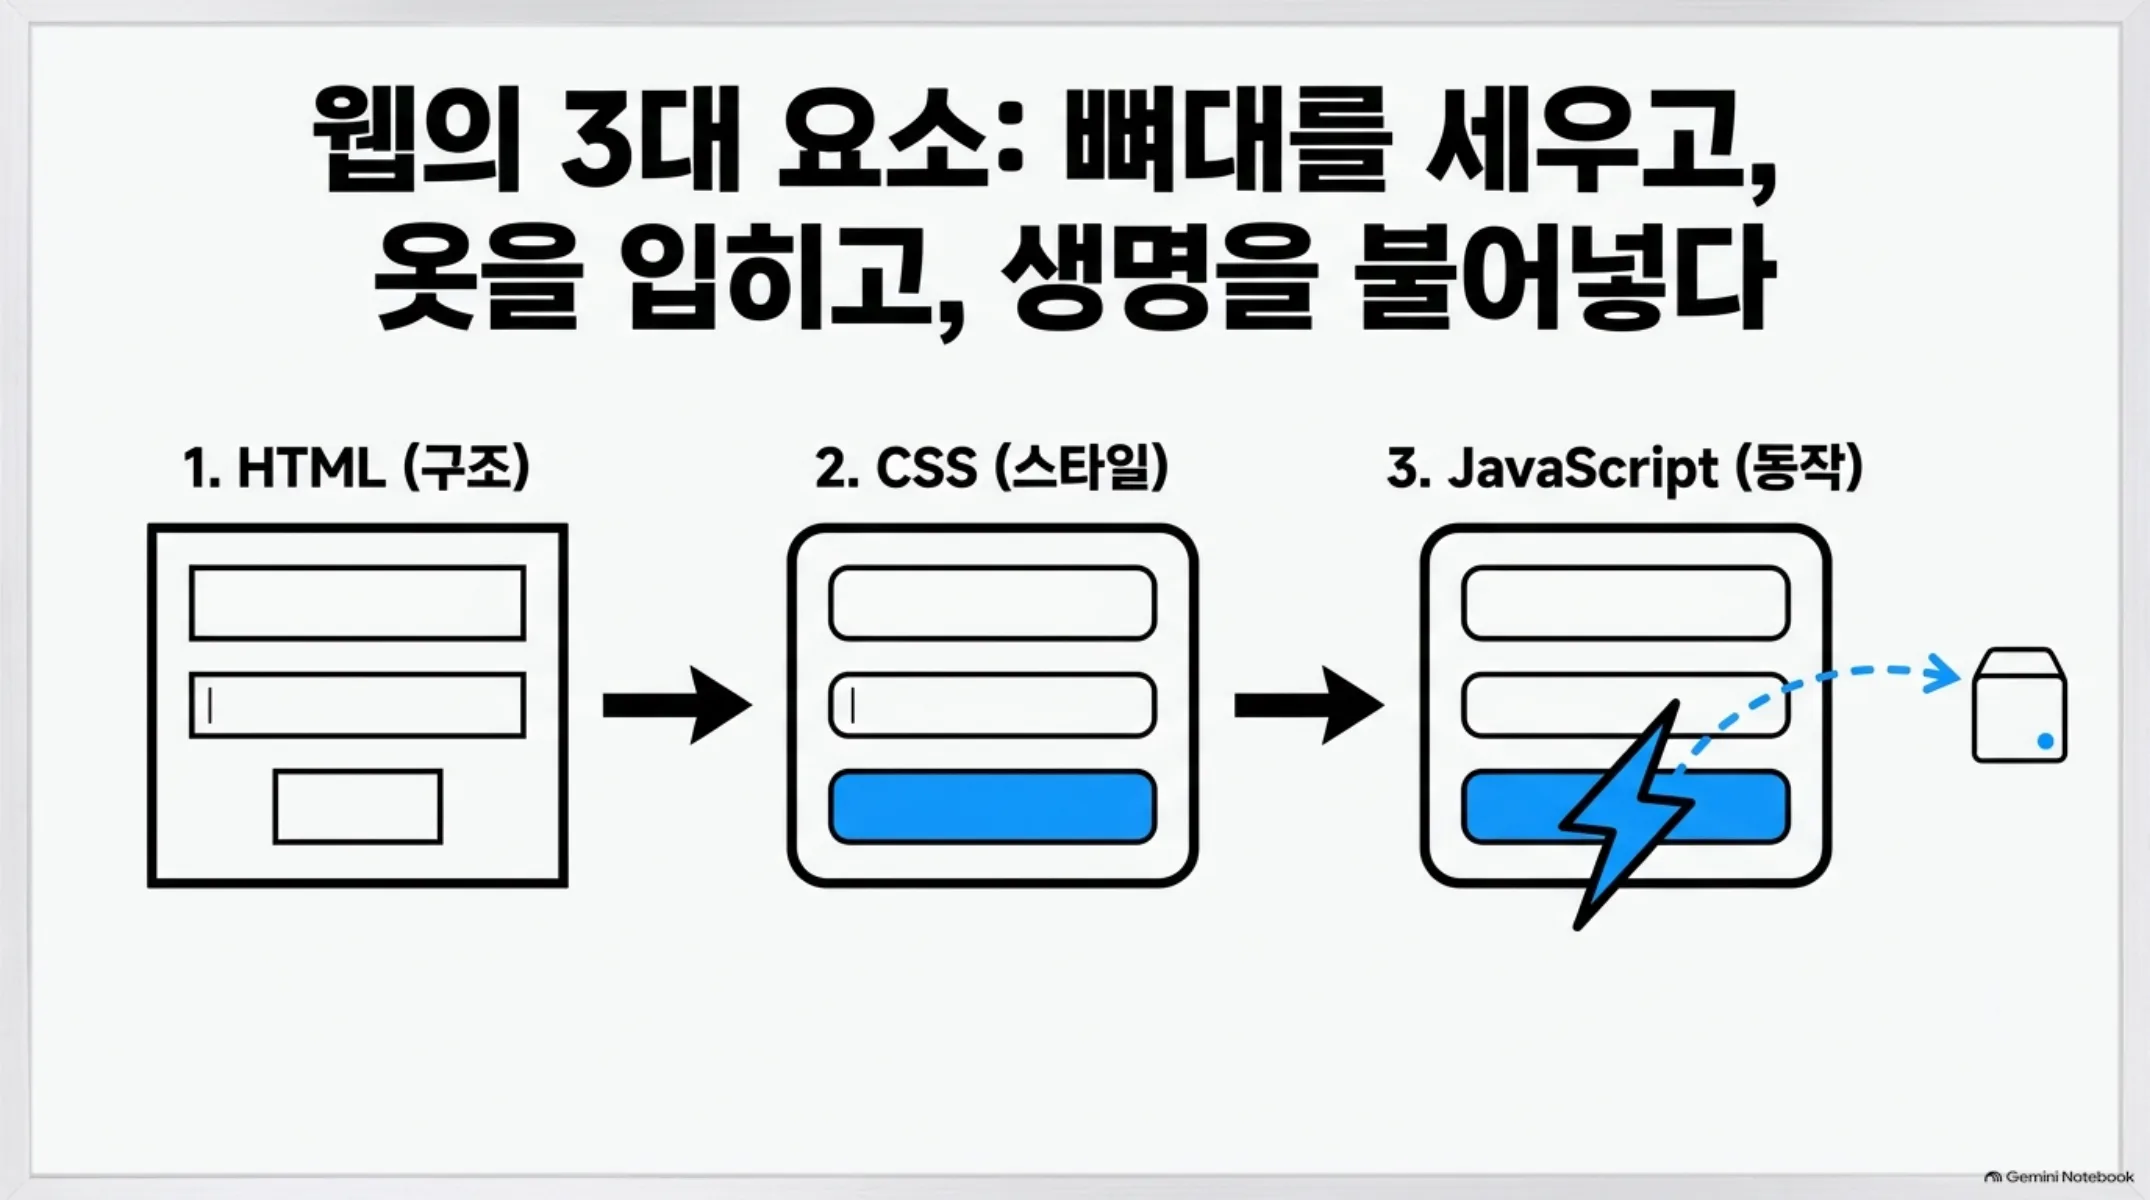 웹의 3대 요소: 뼈대를 세우고,
옷을 입히고, 생명을 불어넣다
1. HTML (구조)
2. CSS (스타일)
3. JavaScript (동작)
Gemini Notebook